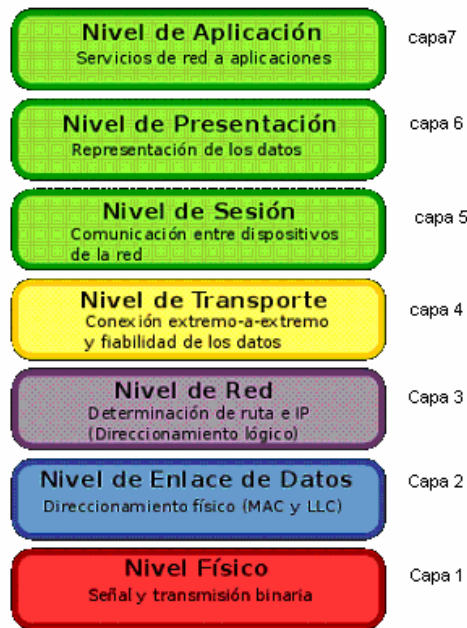 Nivel de Aplicación
Servicios de red a aplicaciones
capa7
Nivel de Presentación
Representación de los datos
capa 6
Nivel de Sesión
Comunicación entre dispositivos
de la red
capa 5
Nivel de Transporte
Conexión extremo-a-extremo
y fiabilidad de los datos
capa 4
Nivel de Red
Determinación de ruta e IP
(Direccionamiento lógico)
Capa 3
Nivel de Enlace de Datos
Direccionamiento físico (MAC y LLC)
Capa 2
Nivel Físico
Señal y transmisión binaria
Capa 1